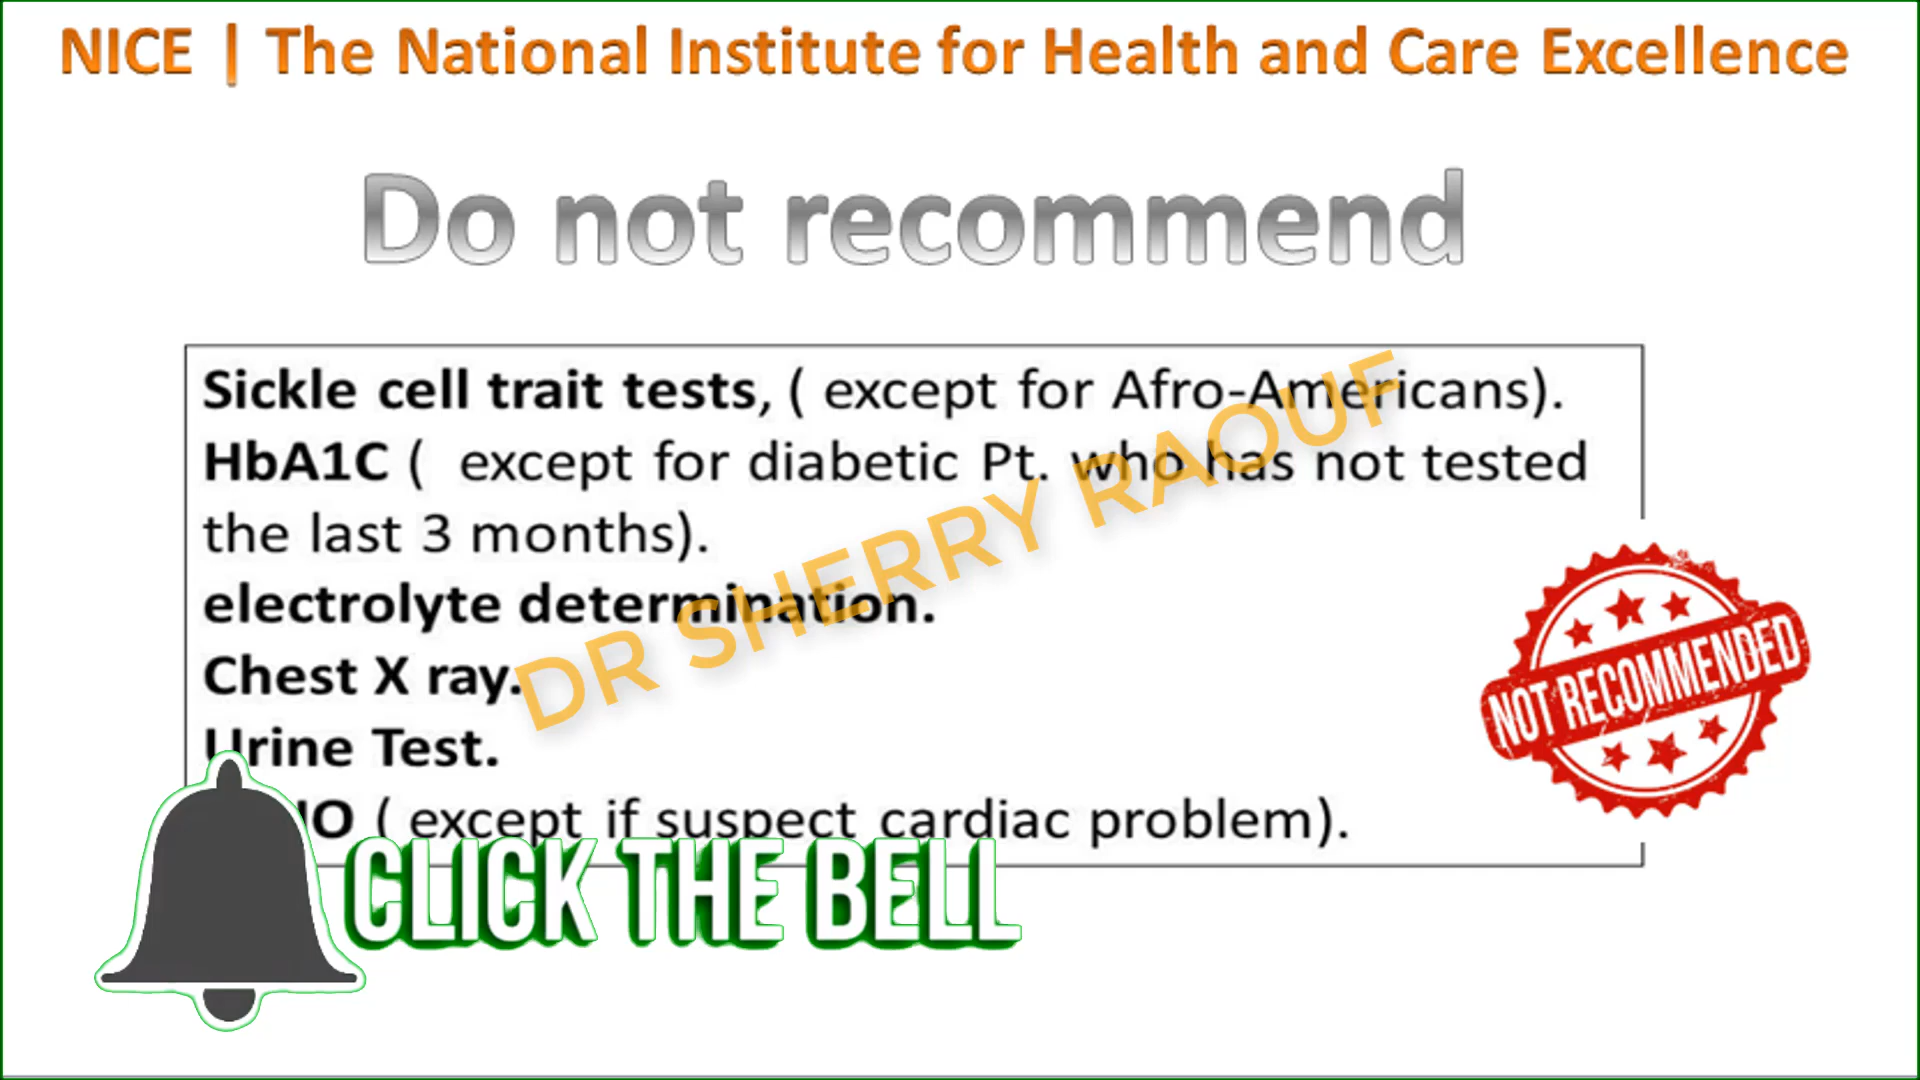 NICE | The National Institute for Health and Care Excellence
Do not recommend
Sickle cell trait tests, ( except for Afro-Americans).
HbA1C (  except for diabetic Pt. who has not tested
the last 3 months).
electrolyte determination.
Chest X ray.
Urine Test.
( except if suspect cardiac problem).
DR SHERRY RAOUF
NOT RECOMMENDED
CLICK THE BELL